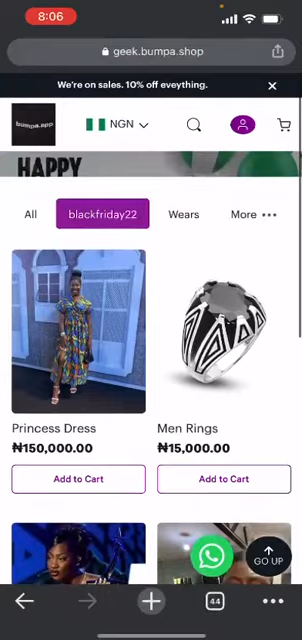 8:06
geek.bumpa.shop
We're on sales. 10% off eveything.
bumpa.app
NGN
HAPPY
All
blackfriday22
Wears
More
Princess Dress
Men Rings
₦150,000.00
₦15,000.00
Add to Cart
Add to Cart
GO UP
44